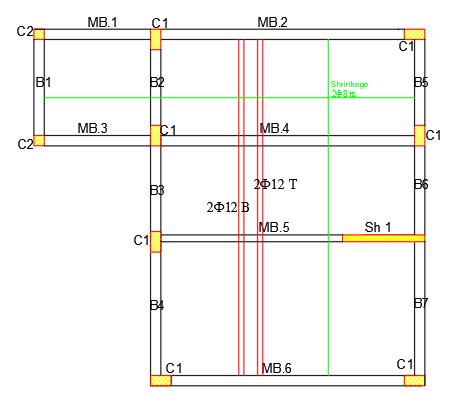 MB.1
C1
MB.2
C2
C1
B1
B2
Shrinkage
2Φ8/m
B5
MB.3
C1
MB.4
C1
C2
2Φ12 T
B3
B6
2Φ12 B
C1
MB.5
Sh 1
B4
B7
C1
MB.6
C1